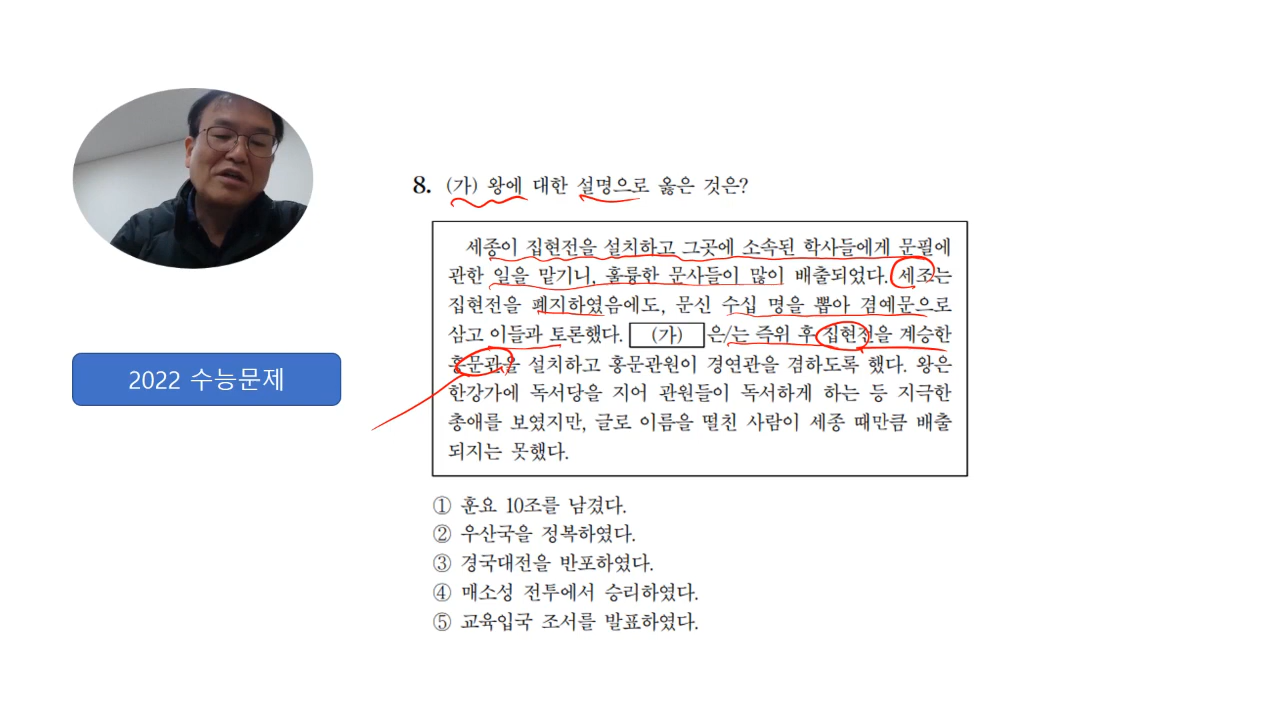 8. (가) 왕에 대한 설명으로 옳은 것은?
세종이 집현전을 설치하고 그곳에 소속된 학사들에게 문필에
관한 일을 맡기니, 훌륭한 문사들이 많이 배출되었다. 세조는
집현전을 폐지하였음에도, 문신 수십 명을 뽑아 겸예문으로
삼고 이들과 토론했다. (가) 은/는 즉위 후 집현전을 계승한
홍문관을 설치하고 홍문관원이 경연관을 겸하도록 했다. 왕은
한강가에 독서당을 지어 관원들이 독서하게 하는 등 지극한
총애를 보였지만, 글로 이름을 떨친 사람이 세종 때만큼 배출
되지는 못했다.
① 훈요 10조를 남겼다.
② 우산국을 정복하였다.
③ 경국대전을 반포하였다.
④ 매소성 전투에서 승리하였다.
⑤ 교육입국 조서를 발표하였다.
2022 수능문제